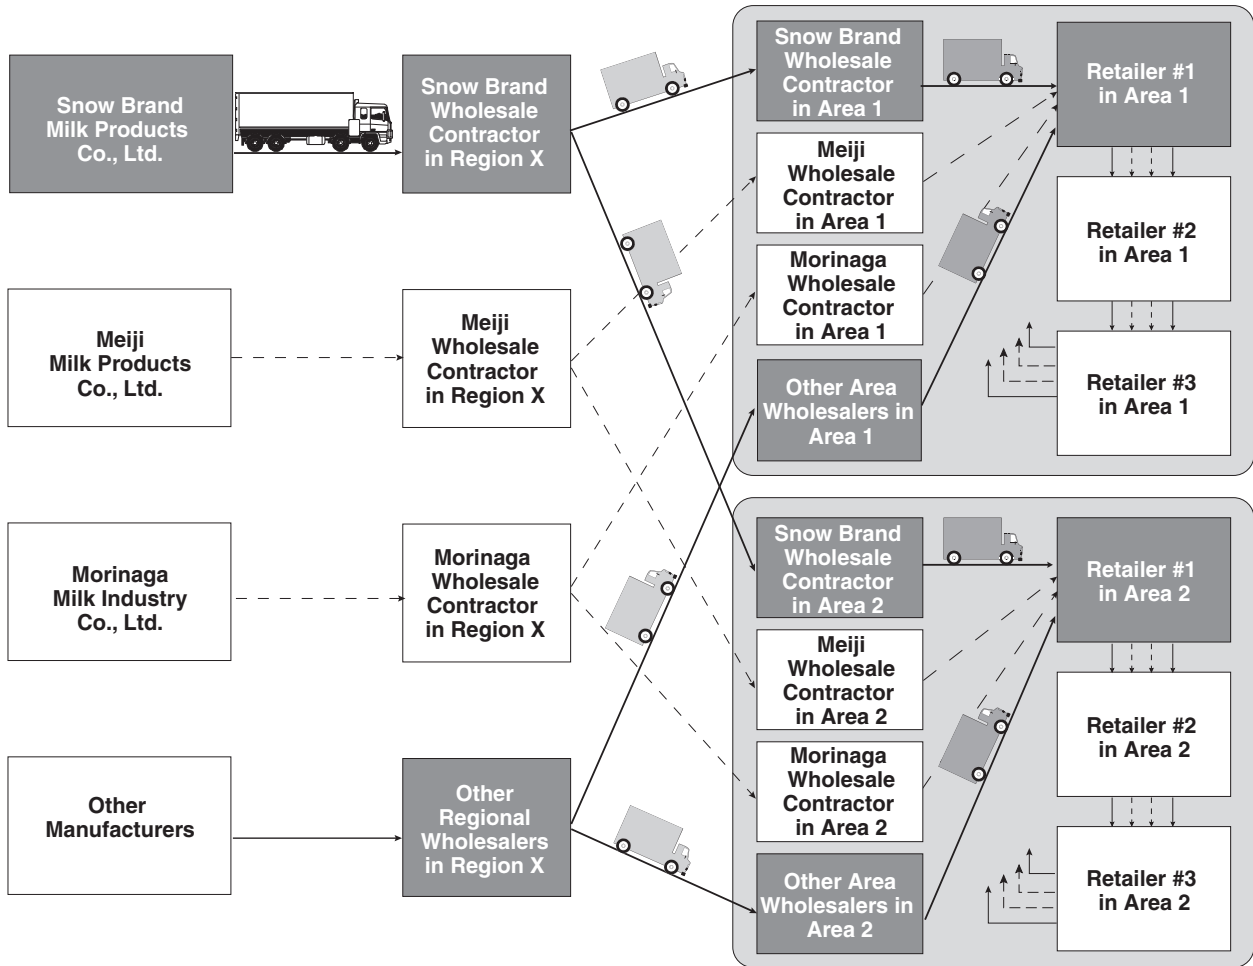 Snow Brand
Milk Products
Co., Ltd.
Snow Brand
Wholesale
Contractor
in Region X
Meiji
Milk Products
Co., Ltd.
Meiji
Wholesale
Contractor
in Region X
Morinaga
Milk Industry
Co., Ltd.
Morinaga
Wholesale
Contractor
in Region X
Other
Manufacturers
Other
Regional
Wholesalers
in Region X
Snow Brand
Wholesale
Contractor
in Area 1
Meiji
Wholesale
Contractor
in Area 1
Morinaga
Wholesale
Contractor
in Area 1
Other Area
Wholesalers in
Area 1
Retailer #1
in Area 1
Retailer #2
in Area 1
Retailer #3
in Area 1
Snow Brand
Wholesale
Contractor
in Area 2
Meiji
Wholesale
Contractor
in Area 2
Morinaga
Wholesale
Contractor
in Area 2
Other Area
Wholesalers in
Area 2
Retailer #1
in Area 2
Retailer #2
in Area 2
Retailer #3
in Area 2